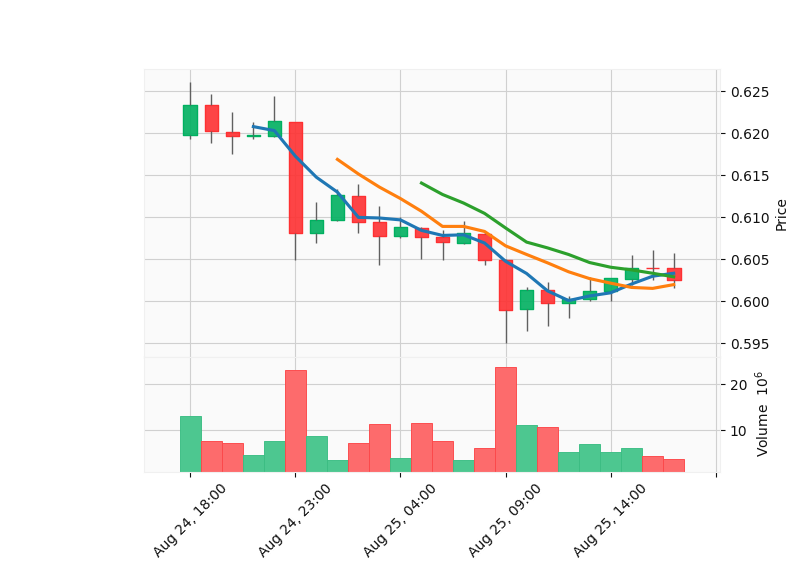 0.625
0.620
0.615
0.610
0.605
0.600
0.595
Price
20
10
Volume 10⁶
Aug 24, 18:00
Aug 24, 23:00
Aug 25, 04:00
Aug 25, 09:00
Aug 25, 14:00